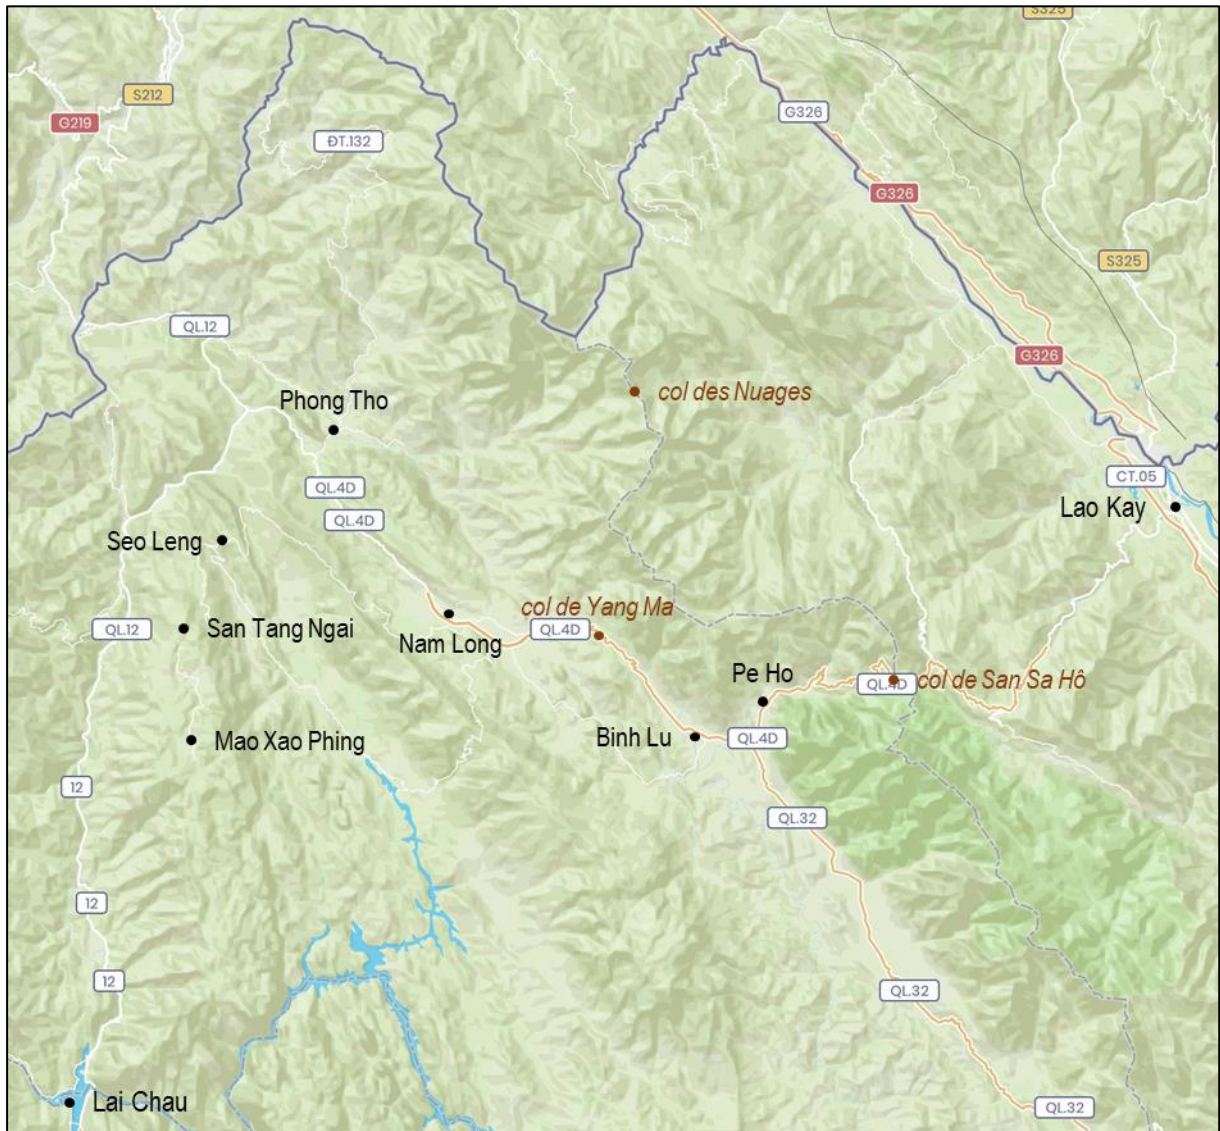 S325
S212
G219
G326
ĐT.132
G326
S325
QL.12
G326
col des Nuages
Phong Tho
QL.4D
CT.05
Lao Kay
QL.4D
Seo Leng
col de Yang Ma
QL.12
San Tang Ngai
QL.4D
Nam Long
Pe Ho
QL.4D
col de San Sa Hô
Mao Xao Phing
Binh Lu
QL.4D
12
QL.32
12
12
QL.32
Lai Chau
QL.32